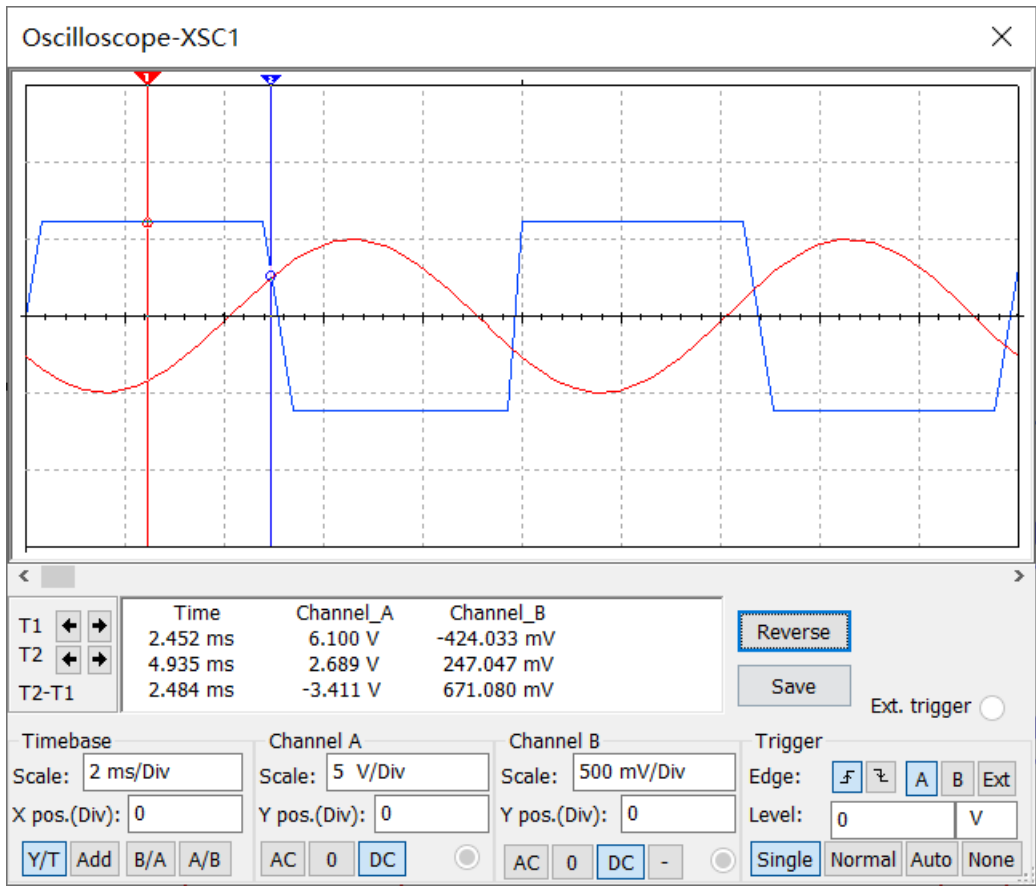 Oscilloscope-XSC1
1 2
Time Channel_A Channel_B
T1 2.452 ms 6.100 V -424.033 mV
T2 4.935 ms 2.689 V 247.047 mV
T2-T1 2.484 ms -3.411 V 671.080 mV
Reverse
Save
Ext. trigger
Timebase
Scale: 2 ms/Div
X pos.(Div): 0
Y/T Add B/A A/B
Channel A
Scale: 5 V/Div
Y pos.(Div): 0
AC 0 DC
Channel B
Scale: 500 mV/Div
Y pos.(Div): 0
AC 0 DC -
Trigger
Edge: A B Ext
Level: 0 V
Single Normal Auto None